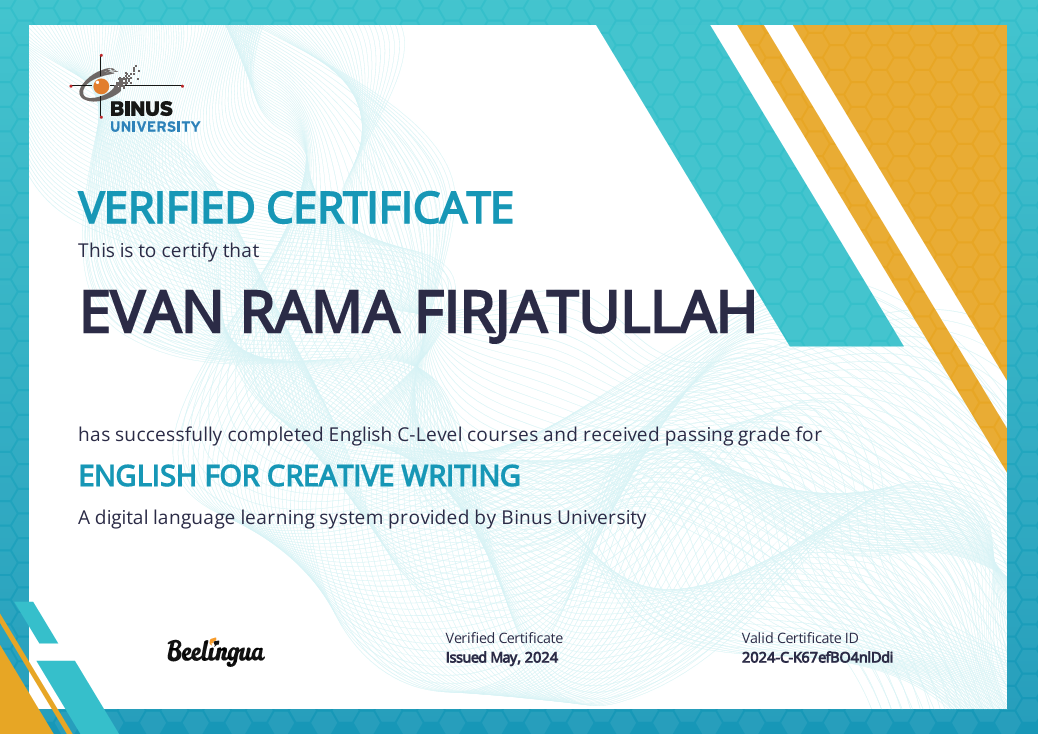 BINUS
UNIVERSITY
VERIFIED CERTIFICATE
This is to certify that
EVAN RAMA FIRJATULLAH
has successfully completed English C-Level courses and received passing grade for
ENGLISH FOR CREATIVE WRITING
A digital language learning system provided by Binus University
Beelingua
Verified Certificate
Issued May, 2024
Valid Certificate ID
2024-C-K67efBO4nlDdi